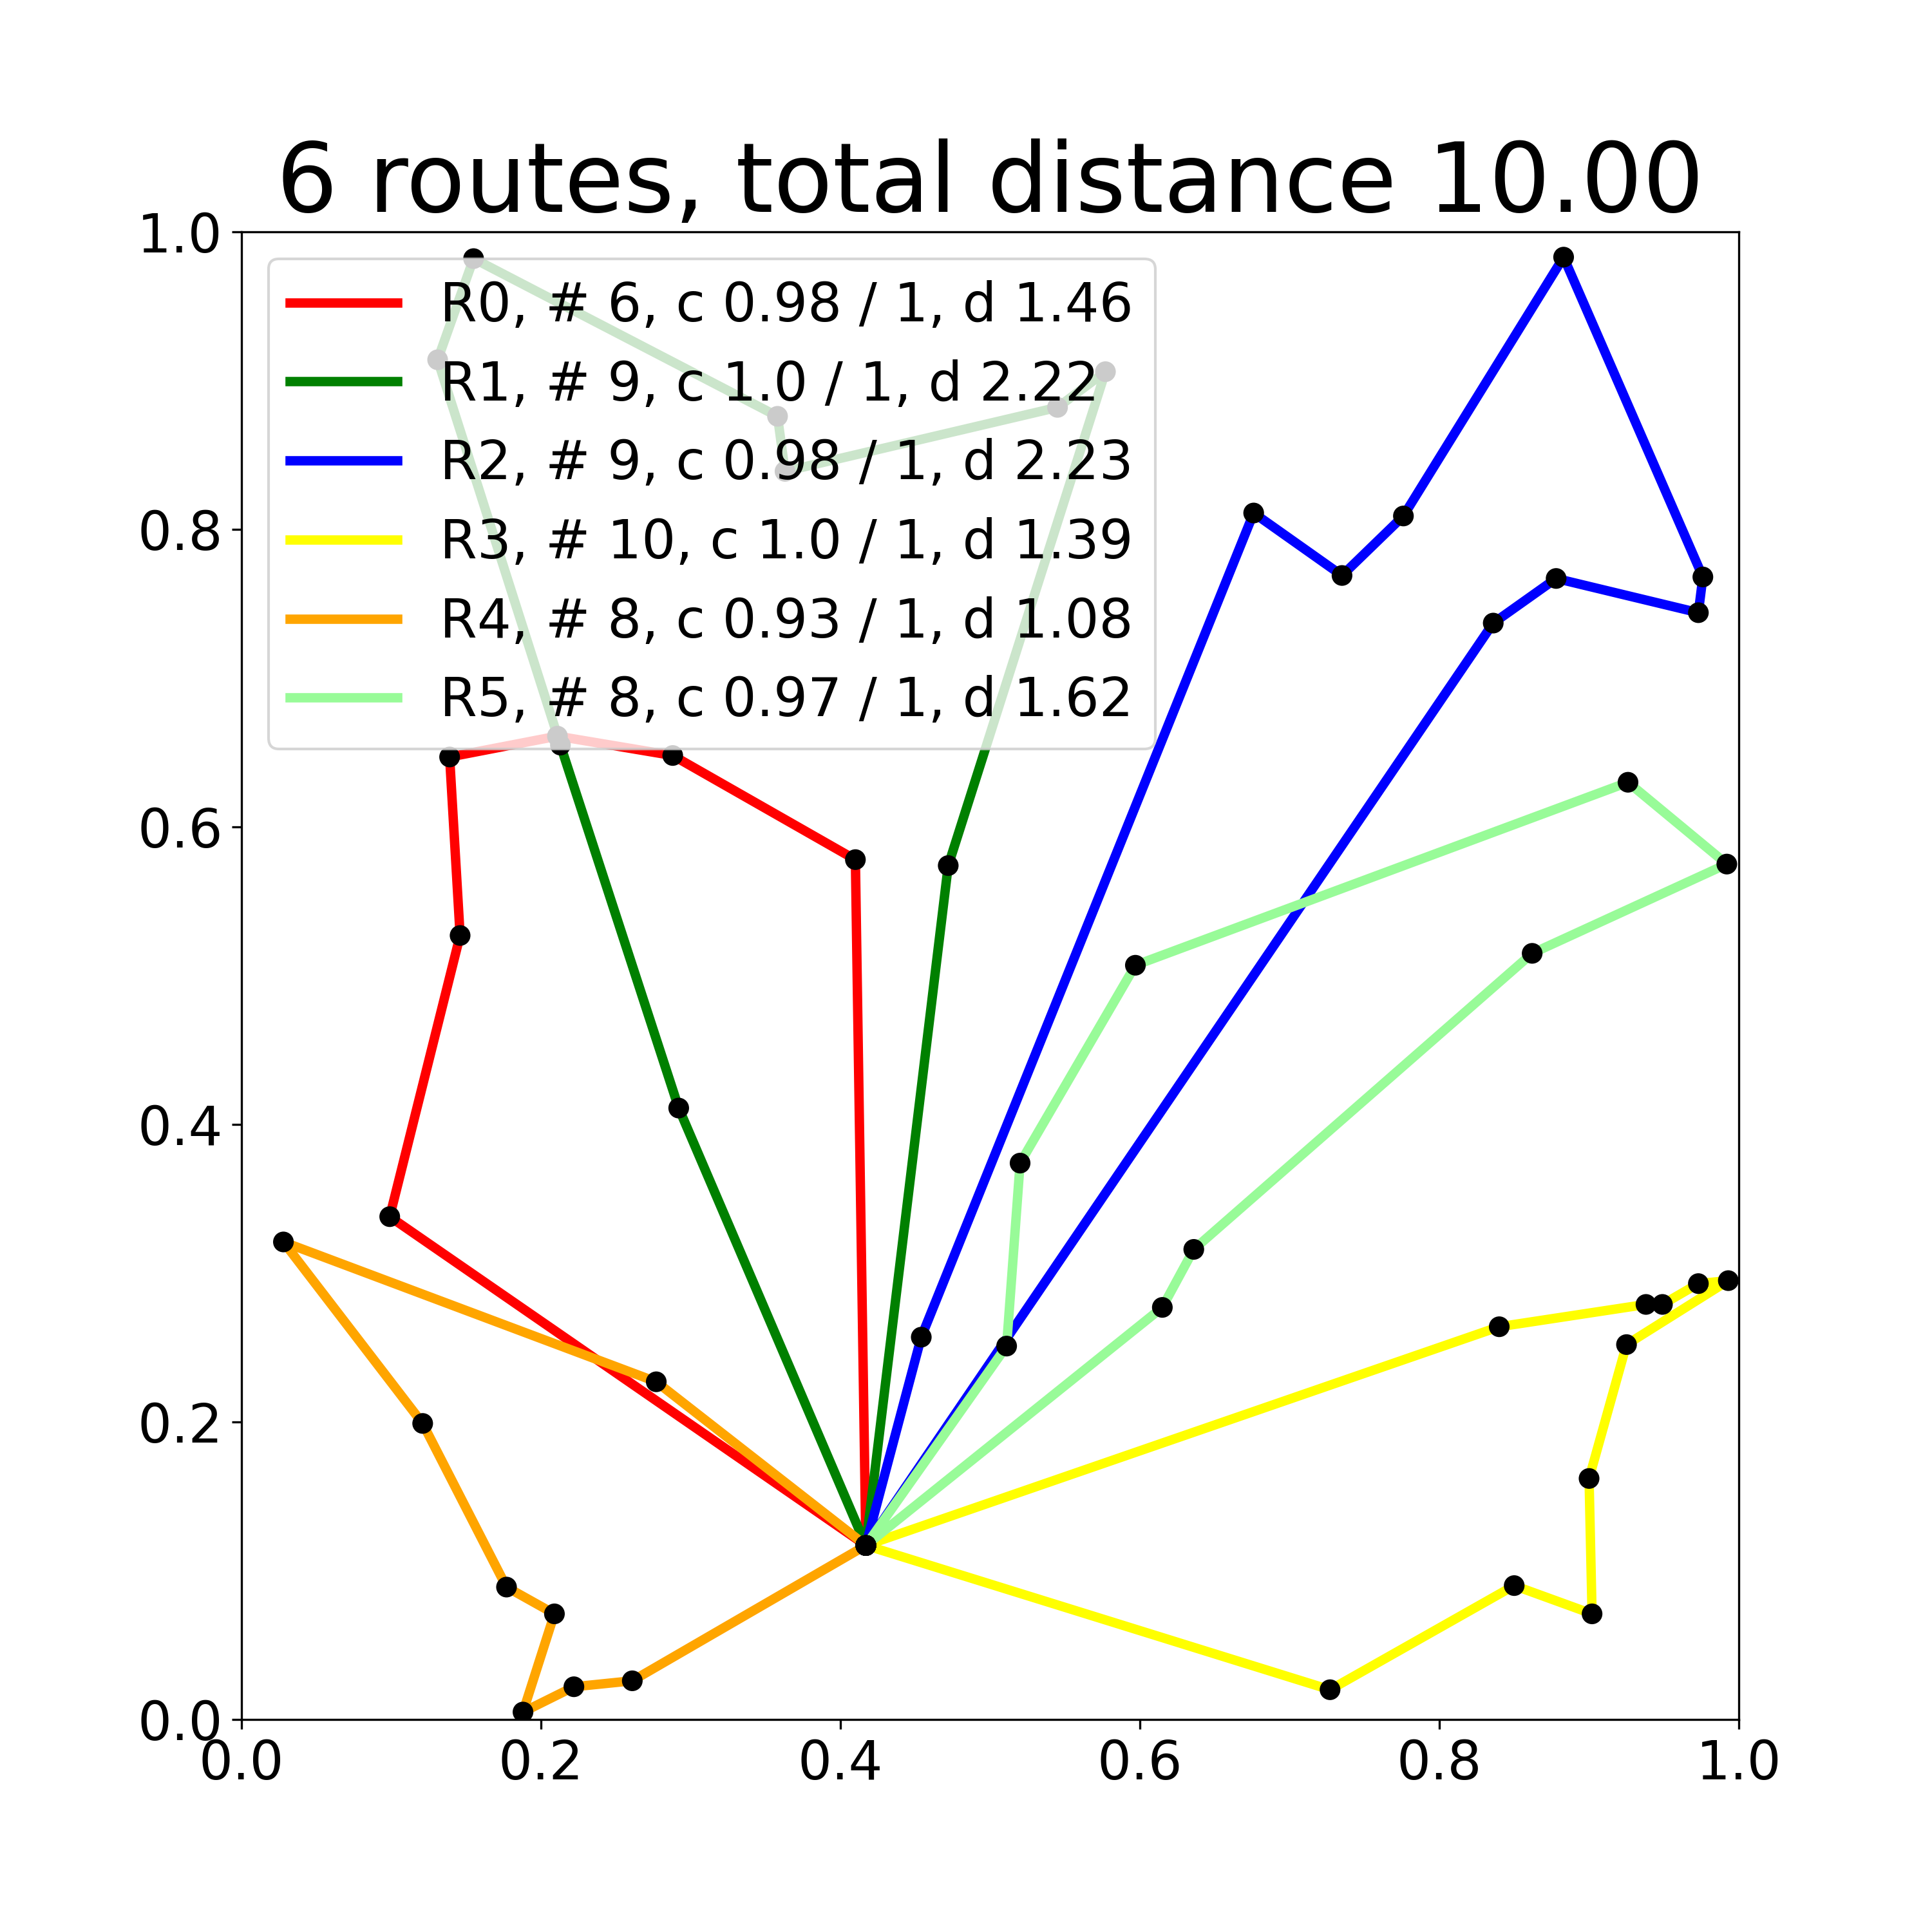 6 routes, total distance 10.00
1.0
0.8
0.6
0.4
0.2
0.0
R0, # 6, c 0.98 / 1, d 1.46
R1, # 9, c 1.0 / 1, d 2.22
R2, # 9, c 0.98 / 1, d 2.23
R3, # 10, c 1.0 / 1, d 1.39
R4, # 8, c 0.93 / 1, d 1.08
R5, # 8, c 0.97 / 1, d 1.62
0.0 0.2 0.4 0.6 0.8 1.0